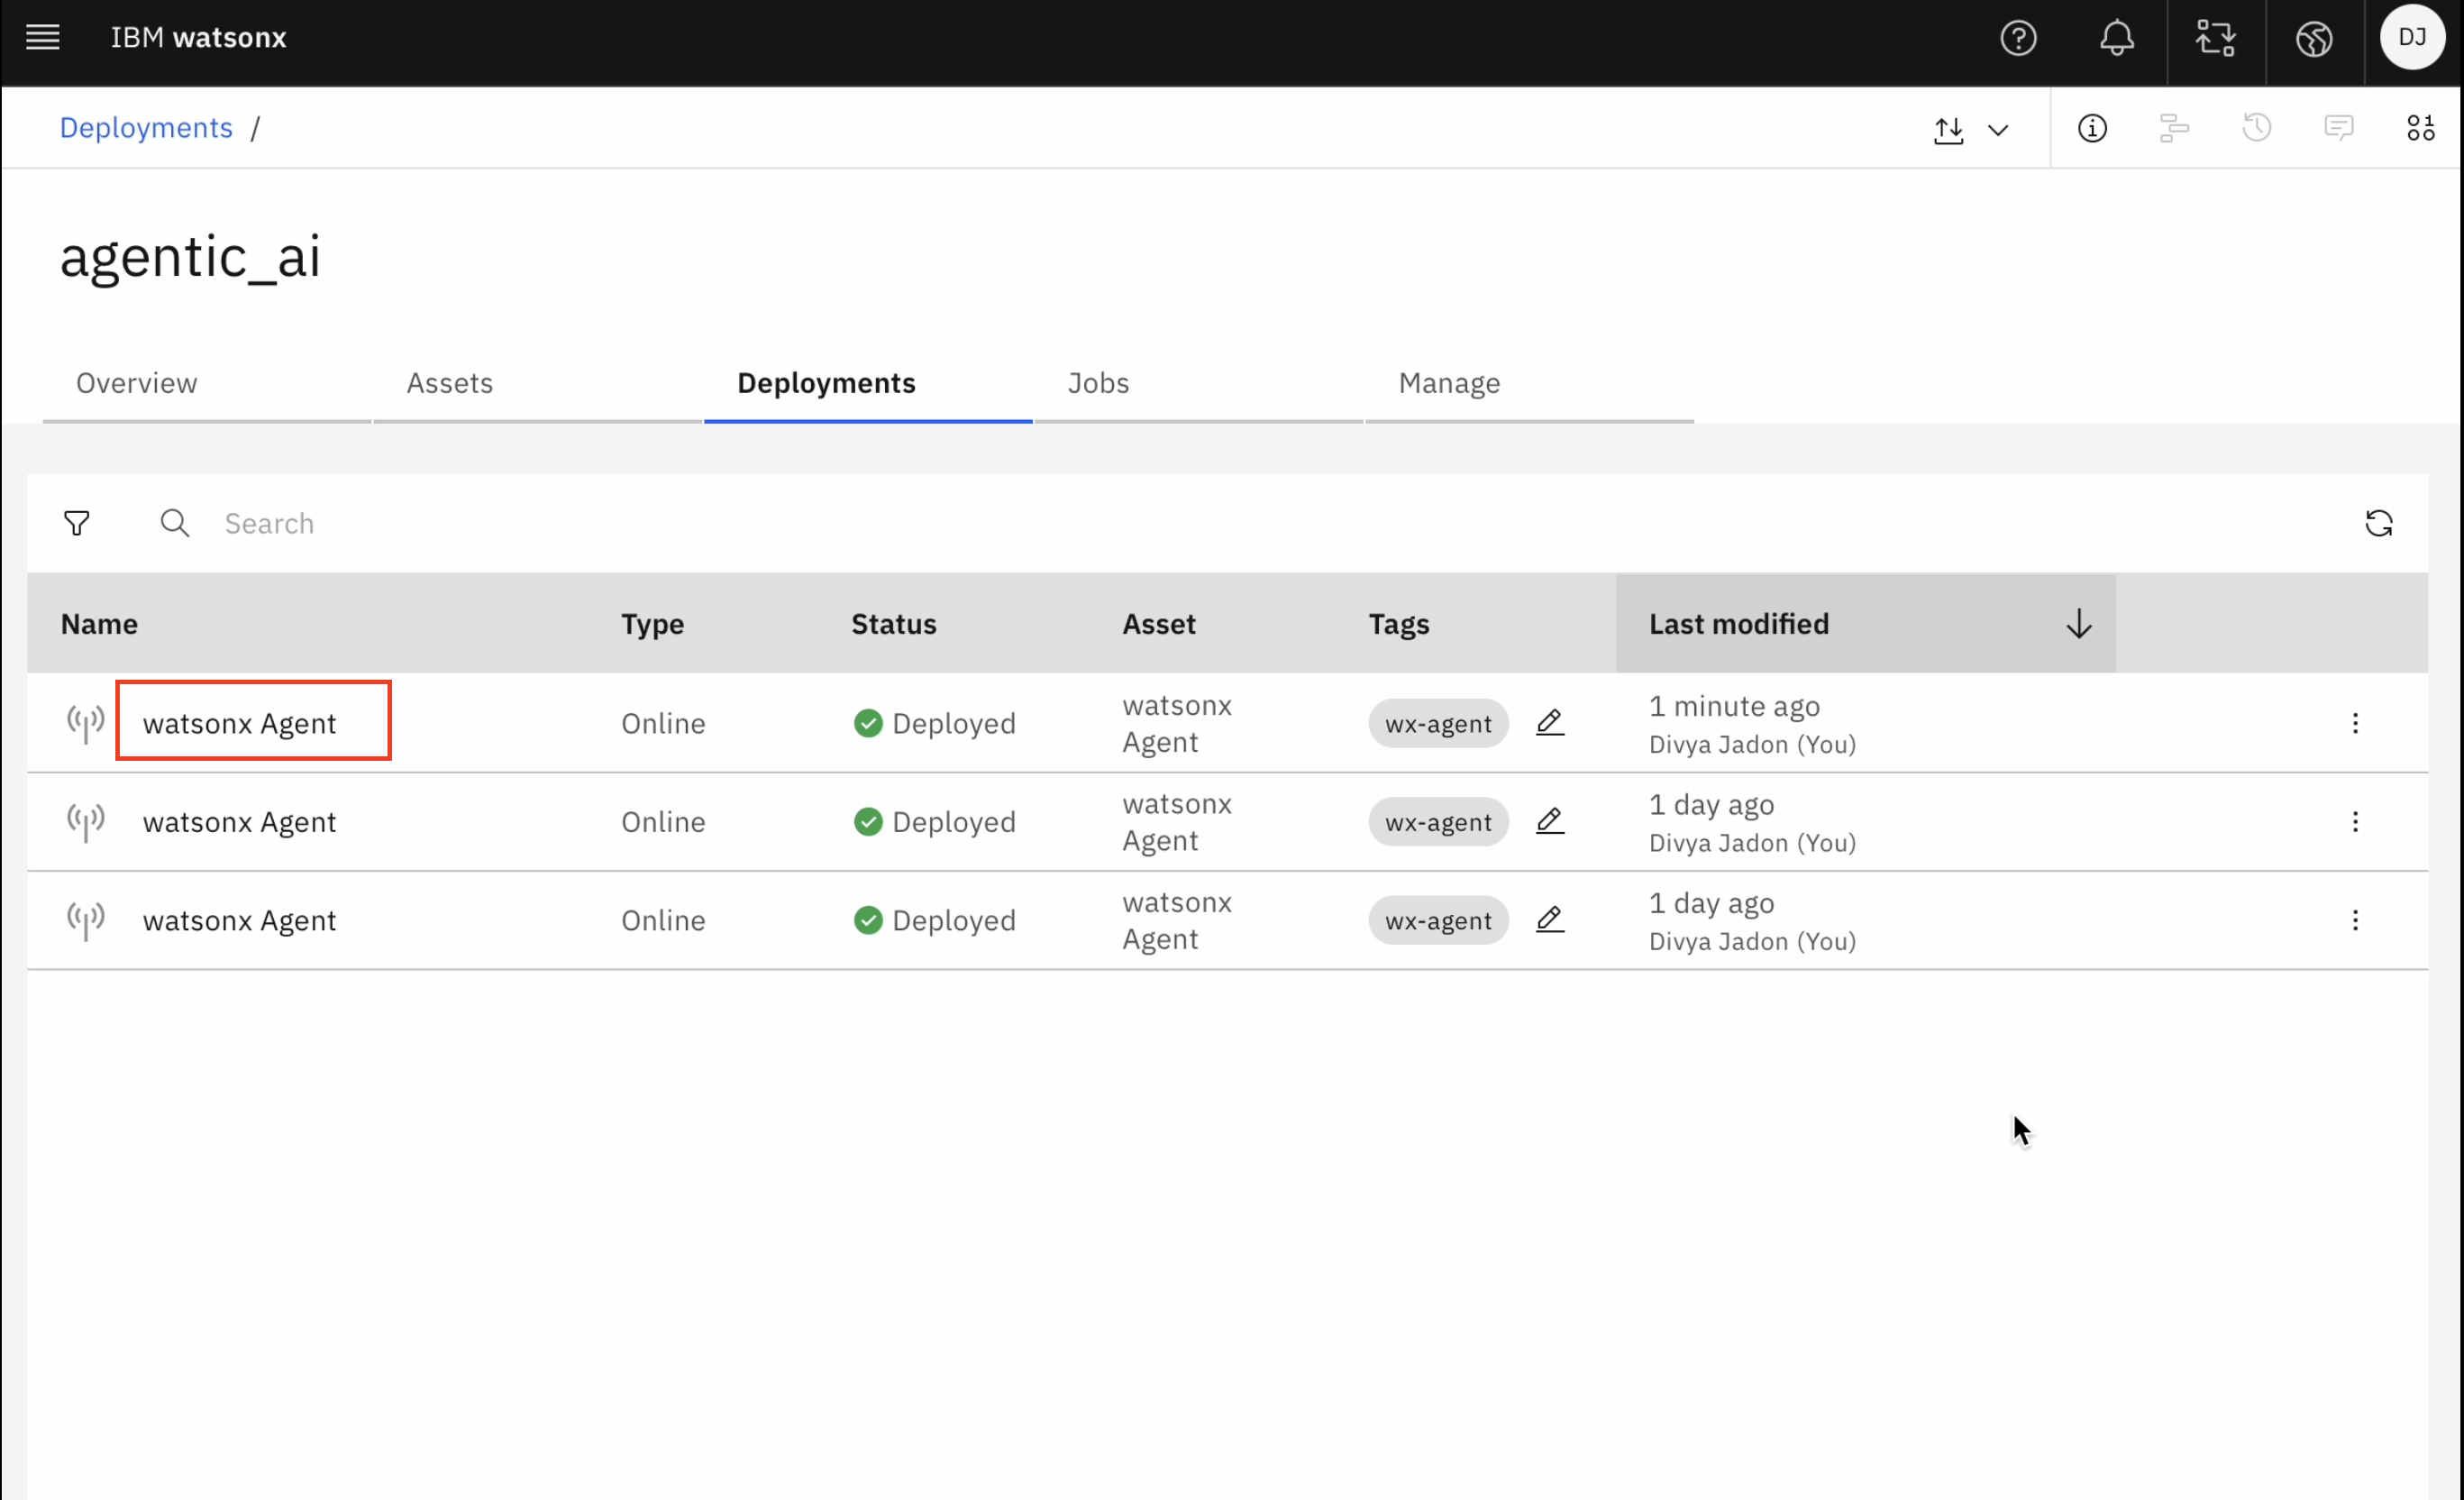 IBM watsonx
DJ
Deployments /
agentic_ai
Overview
Assets
Deployments
Jobs
Manage
Search
Name
Type
Status
Asset
Tags
Last modified
watsonx Agent
Online
Deployed
watsonx
Agent
wx-agent
1 minute ago
Divya Jadon (You)
watsonx Agent
Online
Deployed
watsonx
Agent
wx-agent
1 day ago
Divya Jadon (You)
watsonx Agent
Online
Deployed
watsonx
Agent
wx-agent
1 day ago
Divya Jadon (You)